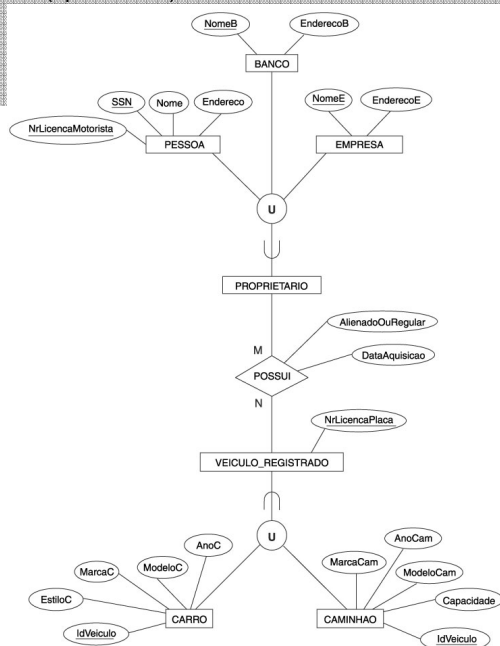 NomeB
EnderecoB
BANCO
SSN
Nome
Endereco
NomeE
EnderecoE
NrLicencaMotorista
PESSOA
EMPRESA
U
PROPRIETARIO
AlienadoOuRegular
M
DataAquisicao
POSSUI
N
NrLicencaPlaca
VEICULO_REGISTRADO
U
AnoC
AnoCam
ModeloC
MarcaCam
MarcaC
ModeloCam
EstiloC
Capacidade
CARRO
CAMINHAO
IdVeiculo
IdVeiculo